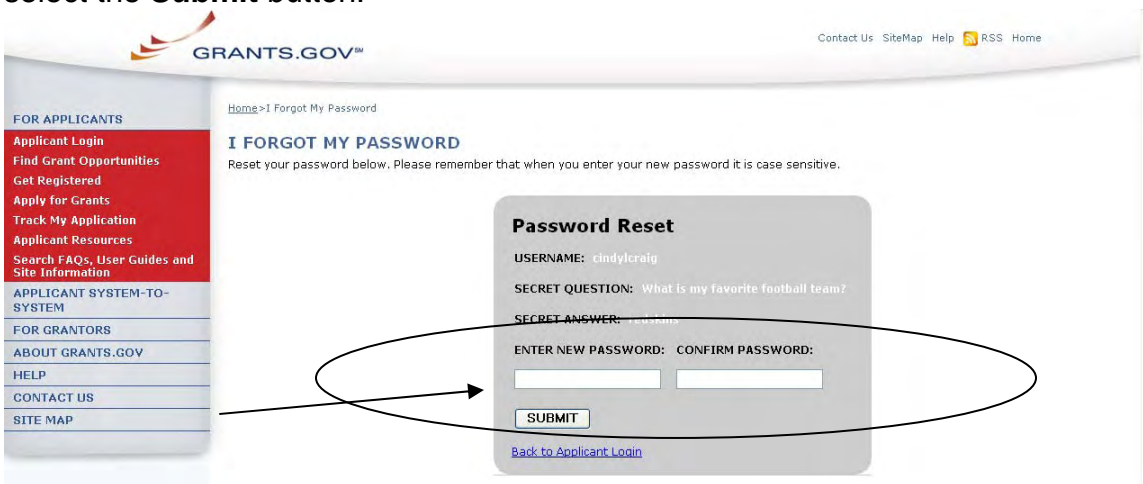 select the Submit button.
GRANTS.GOV℠
Contact Us SiteMap Help RSS Home
Home>I Forgot My Password
FOR APPLICANTS
Applicant Login
Find Grant Opportunities
Get Registered
Apply for Grants
Track My Application
Applicant Resources
Search FAQs, User Guides and
Site Information
APPLICANT SYSTEM-TO-
SYSTEM
FOR GRANTORS
ABOUT GRANTS.GOV
HELP
CONTACT US
SITE MAP
I FORGOT MY PASSWORD
Reset your password below. Please remember that when you enter your new password it is case sensitive.
Password Reset
USERNAME: cindylcraig
SECRET QUESTION: What is my favorite football team?
SECRET ANSWER: redskins
ENTER NEW PASSWORD: CONFIRM PASSWORD:
SUBMIT
Back to Applicant Login